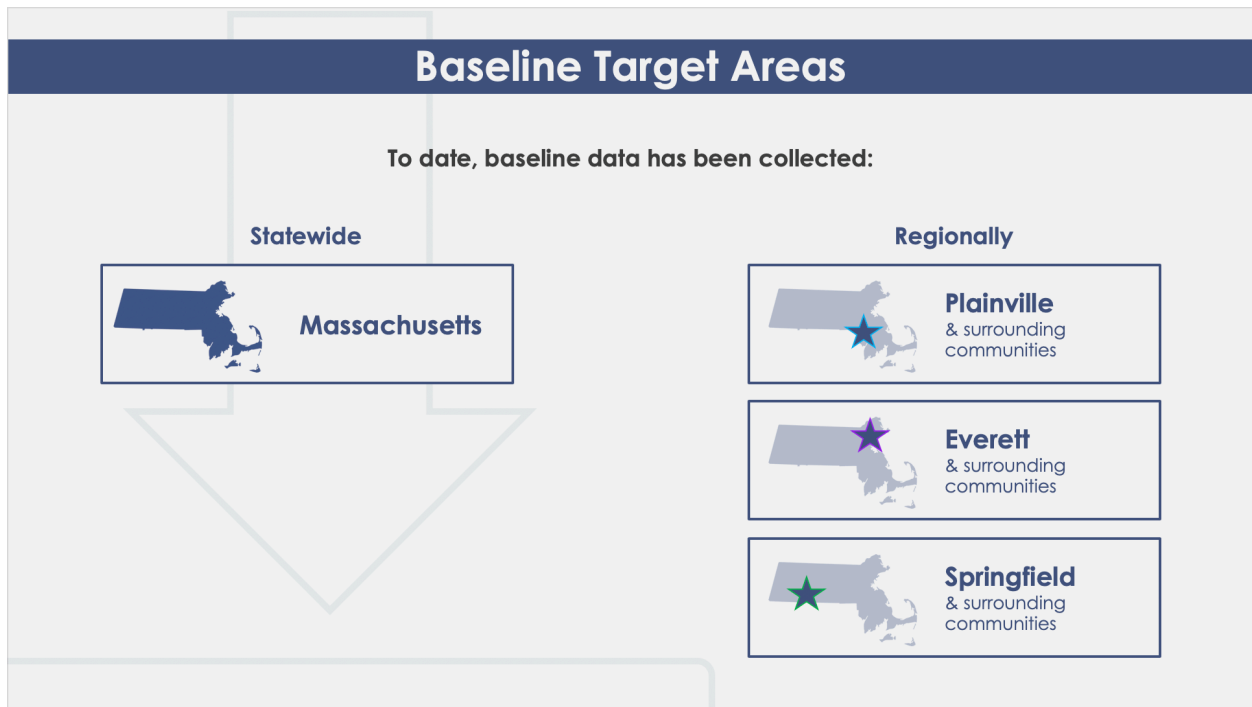 Baseline Target Areas
To date, baseline data has been collected:
Statewide
Massachusetts
Regionally
Plainville
& surrounding
communities
Everett
& surrounding
communities
Springfield
& surrounding
communities